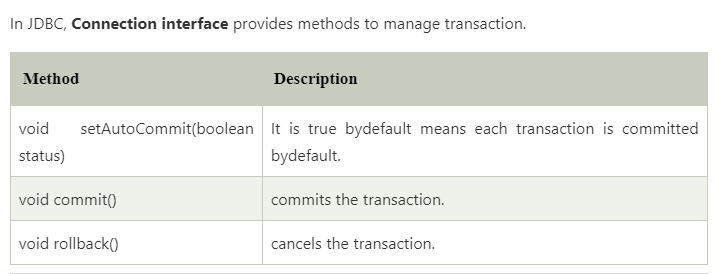 In JDBC, Connection interface provides methods to manage transaction.
Method Description
void setAutoCommit(boolean status) It is true bydefault means each transaction is committed bydefault.
void commit() commits the transaction.
void rollback() cancels the transaction.